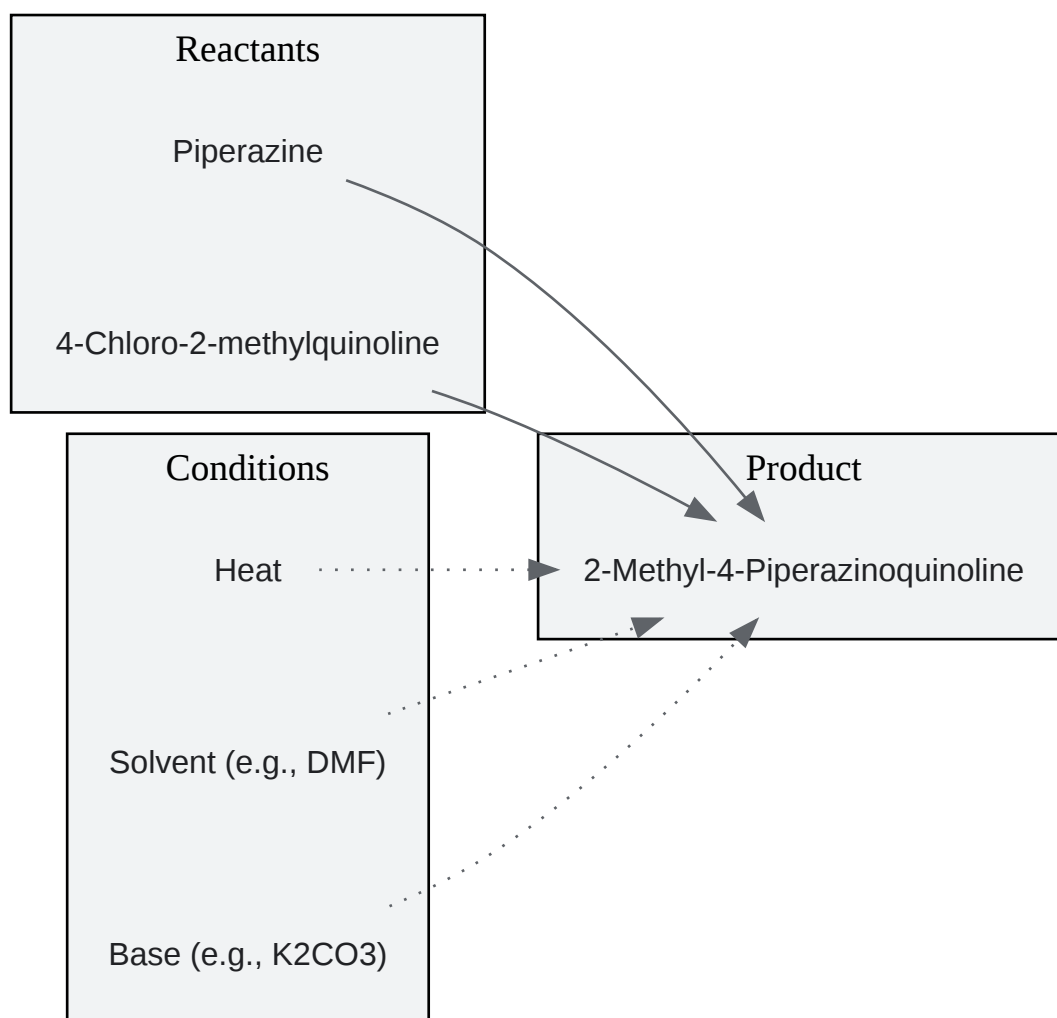 Reactants
Piperazine
4-Chloro-2-methylquinoline
Conditions
Heat
Solvent (e.g., DMF)
Base (e.g., K2CO3)
Product
2-Methyl-4-Piperazinoquinoline